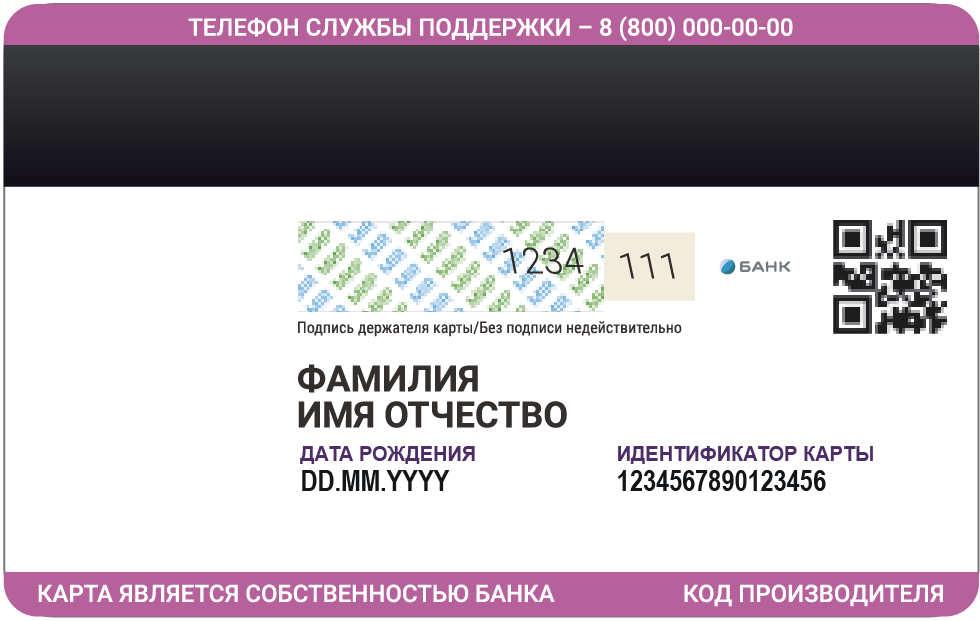 ТЕЛЕФОН СЛУЖБЫ ПОДДЕРЖКИ – 8 (800) 000-00-00
1234 111
БАНК
Подпись держателя карты/Без подписи недействительно
ФАМИЛИЯ
ИМЯ ОТЧЕСТВО
ДАТА РОЖДЕНИЯ ИДЕНТИФИКАТОР КАРТЫ
DD.MM.YYYY 1234567890123456
КАРТА ЯВЛЯЕТСЯ СОБСТВЕННОСТЬЮ БАНКА КОД ПРОИЗВОДИТЕЛЯ